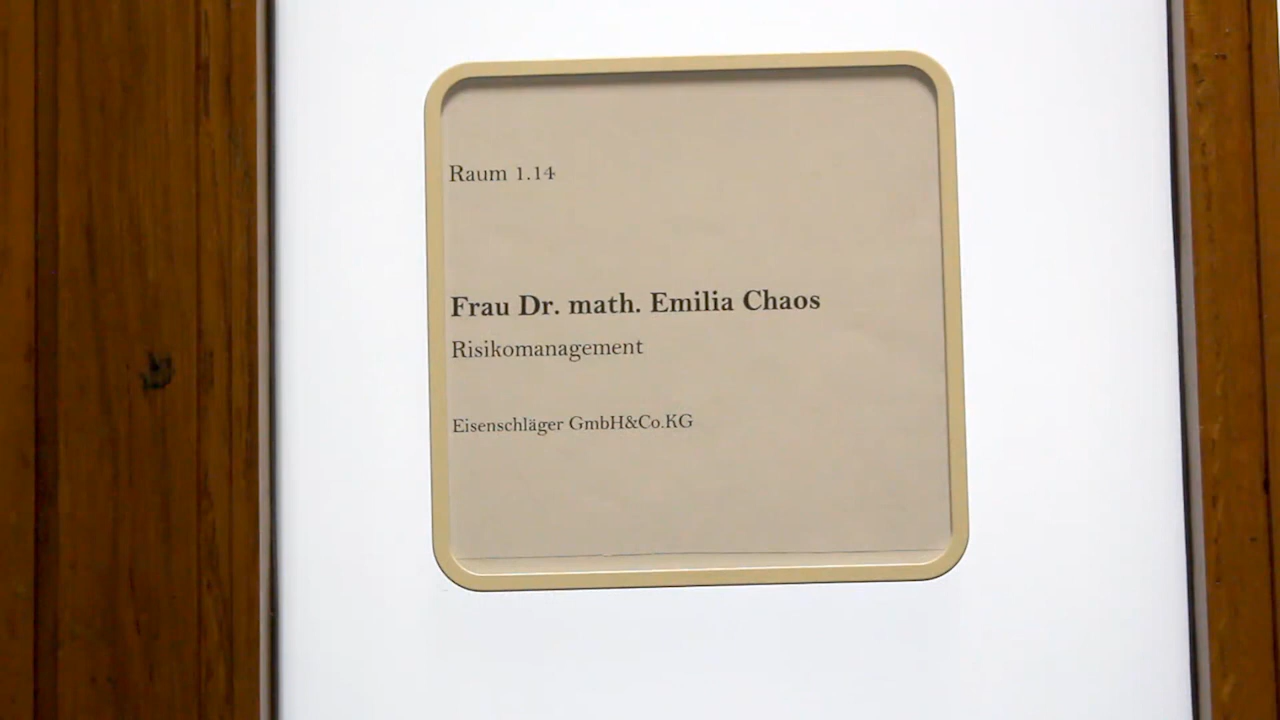 Raum 1.14
Frau Dr. math. Emilia Chaos
Risikomanagement
Eisenschläger GmbH&Co.KG